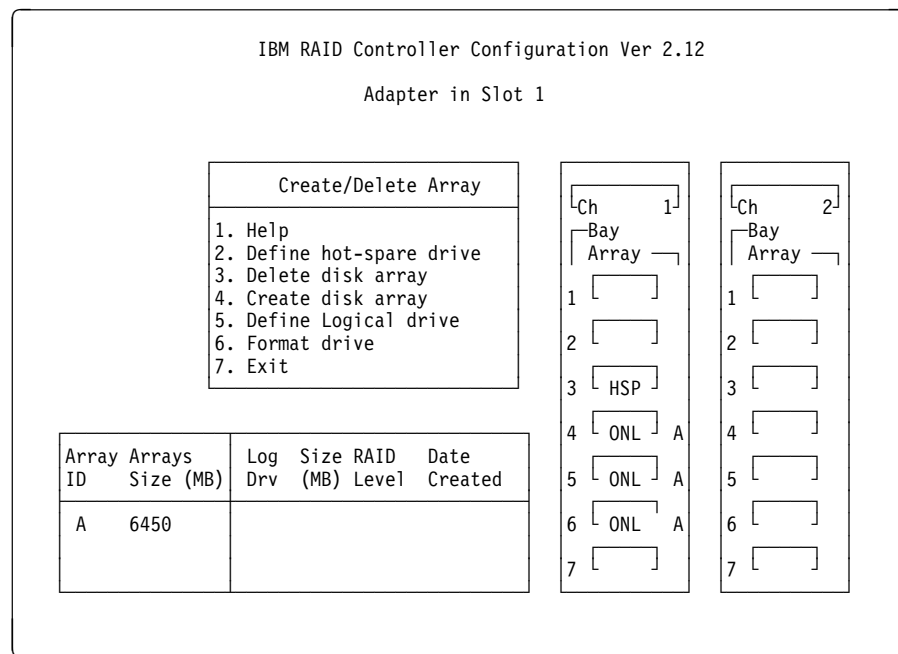 IBM RAID Controller Configuration Ver 2.12
Adapter in Slot 1
Create/Delete Array
1. Help
2. Define hot-spare drive
3. Delete disk array
4. Create disk array
5. Define Logical drive
6. Format drive
7. Exit
Array Arrays Log Size RAID Date
ID Size (MB) Drv (MB) Level Created
A 6450
Ch 1
Bay
Array
1
2
3 HSP
4 ONL A
5 ONL A
6 ONL A
7
Ch 2
Bay
Array
1
2
3
4
5
6
7